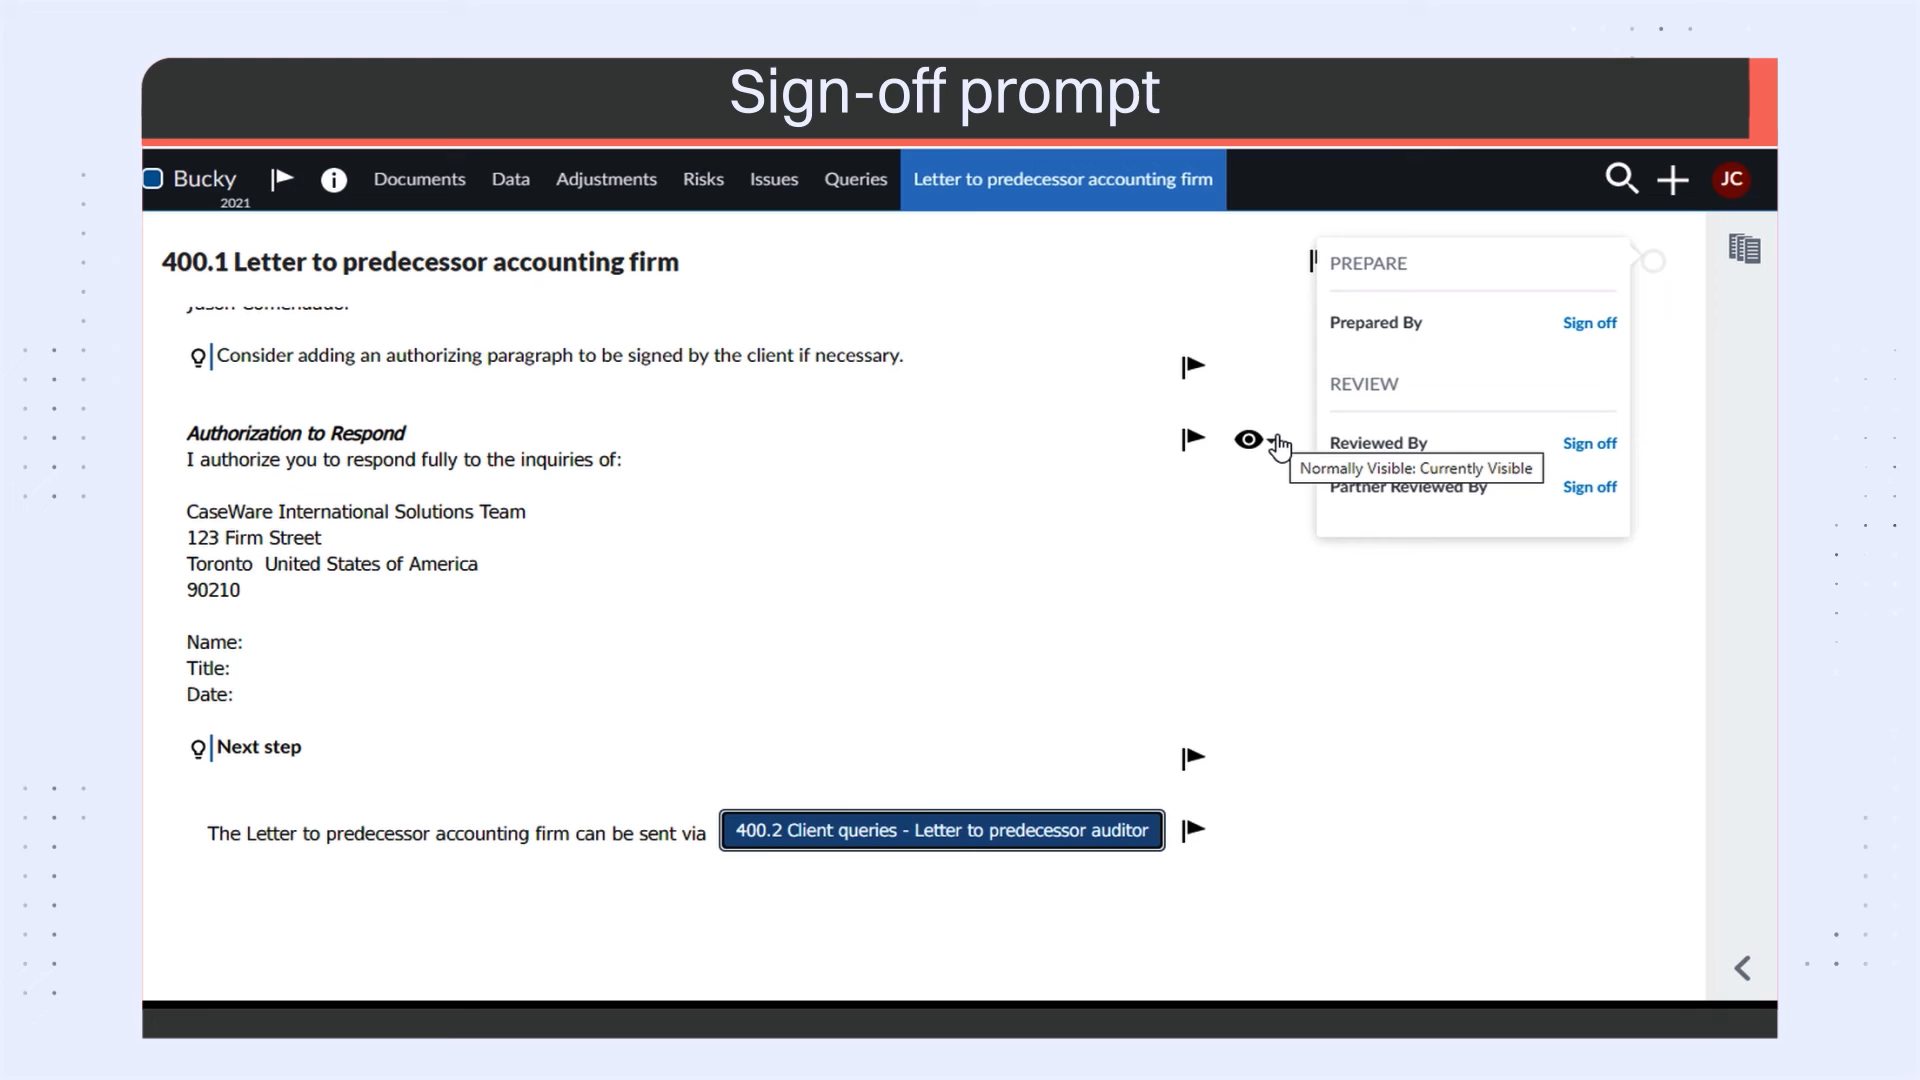 Sign-off prompt
Bucky
2021
Documents
Data
Adjustments
Risks
Issues
Queries
Letter to predecessor accounting firm
JC
400.1 Letter to predecessor accounting firm
PREPARE
Prepared By
Sign off
Consider adding an authorizing paragraph to be signed by the client if necessary.
REVIEW
Authorization to Respond
I authorize you to respond fully to the inquiries of:
Reviewed By
Sign off
Normally Visible: Currently Visible
Partner Reviewed By
Sign off
CaseWare International Solutions Team
123 Firm Street
Toronto United States of America
90210
Name:
Title:
Date:
Next step
The Letter to predecessor accounting firm can be sent via
400.2 Client queries - Letter to predecessor auditor